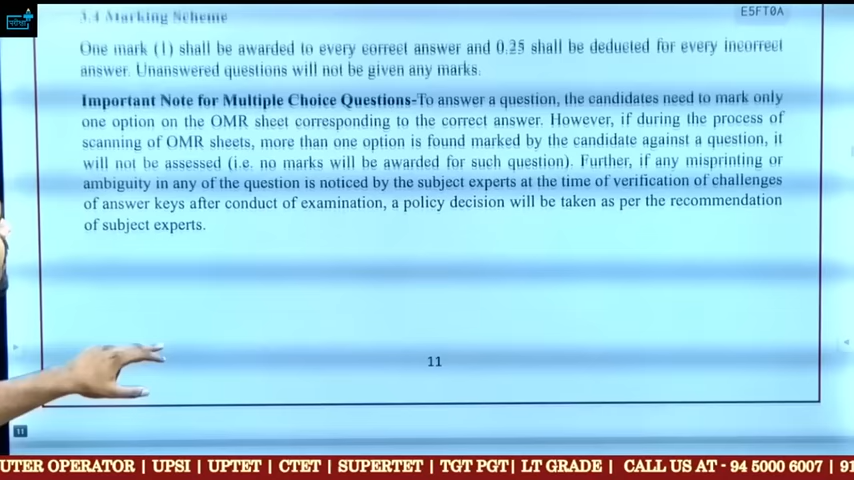 परीक्षा
3.4 Marking Scheme
E5FT0A
One mark (1) shall be awarded to every correct answer and 0.25 shall be deducted for every incorrect
answer. Unanswered questions will not be given any marks.
Important Note for Multiple Choice Questions-To answer a question, the candidates need to mark only
one option on the OMR sheet corresponding to the correct answer. However, if during the process of
scanning of OMR sheets, more than one option is found marked by the candidate against a question, it
will not be assessed (i.e. no marks will be awarded for such question). Further, if any misprinting or
ambiguity in any of the question is noticed by the subject experts at the time of verification of challenges
of answer keys after conduct of examination, a policy decision will be taken as per the recommendation
of subject experts.
11
11
UTER OPERATOR | UPSI | UPTET | CTET | SUPERTET | TGT PGT| LT GRADE | CALL US AT - 94 5000 6007 | 91